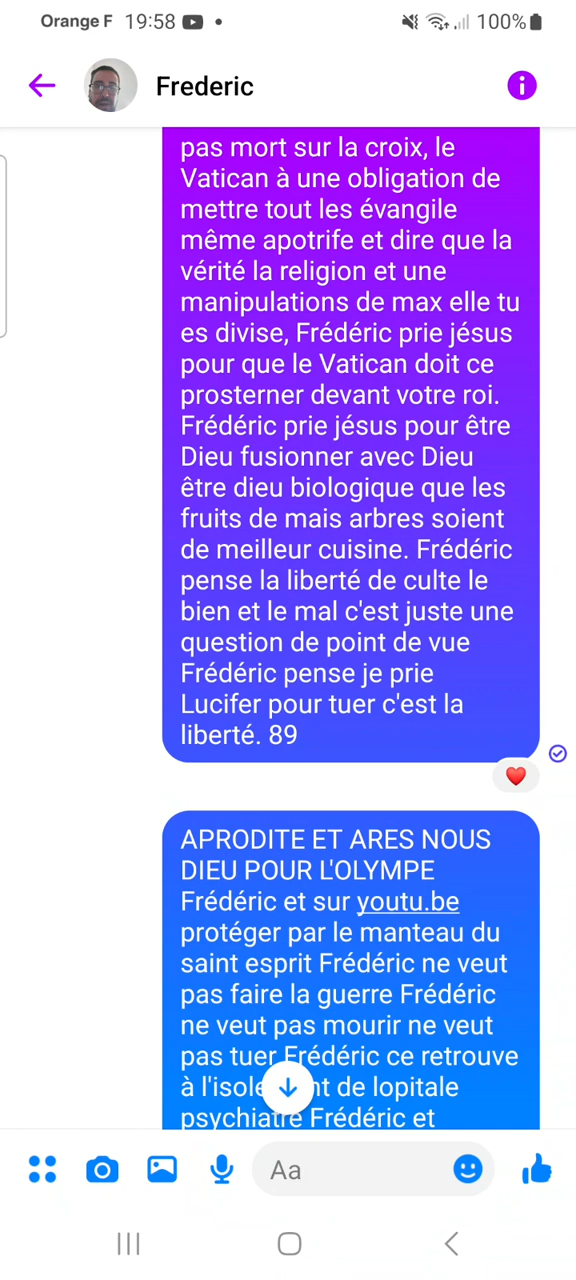 Orange F 19:58 100%
Frederic
pas mort sur la croix, le
Vatican à une obligation de
mettre tout les évangile
même apotrife et dire que la
vérité la religion et une
manipulations de max elle tu
es divise, Frédéric prie jésus
pour que le Vatican doit ce
prosterner devant votre roi.
Frédéric prie jésus pour être
Dieu fusionner avec Dieu
être dieu biologique que les
fruits de mais arbres soient
de meilleur cuisine. Frédéric
pense la liberté de culte le
bien et le mal c'est juste une
question de point de vue
Frédéric pense je prie
Lucifer pour tuer c'est la
liberté. 89
APRODITE ET ARES NOUS
DIEU POUR L'OLYMPE
Frédéric et sur youtu.be
protéger par le manteau du
saint esprit Frédéric ne veut
pas faire la guerre Frédéric
ne veut pas mourir ne veut
pas tuer Frédéric ce retrouve
à l'isole nt de lopitale
psychiatre Frédéric et
Aa